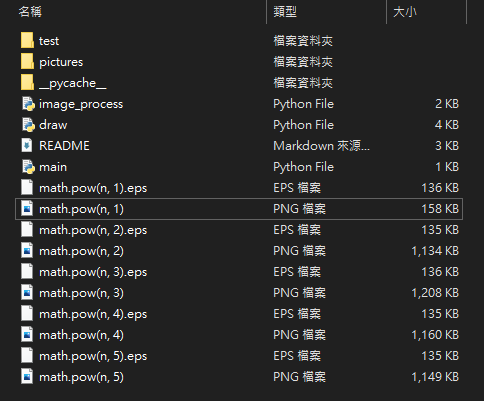 名稱 類型 大小
test 檔案資料夾
pictures 檔案資料夾
__pycache__ 檔案資料夾
image_process Python File 2 KB
draw Python File 4 KB
README Markdown 來源... 3 KB
main Python File 1 KB
math.pow(n, 1).eps EPS 檔案 136 KB
math.pow(n, 1) PNG 檔案 158 KB
math.pow(n, 2).eps EPS 檔案 135 KB
math.pow(n, 2) PNG 檔案 1,134 KB
math.pow(n, 3).eps EPS 檔案 136 KB
math.pow(n, 3) PNG 檔案 1,208 KB
math.pow(n, 4).eps EPS 檔案 135 KB
math.pow(n, 4) PNG 檔案 1,160 KB
math.pow(n, 5).eps EPS 檔案 135 KB
math.pow(n, 5) PNG 檔案 1,149 KB